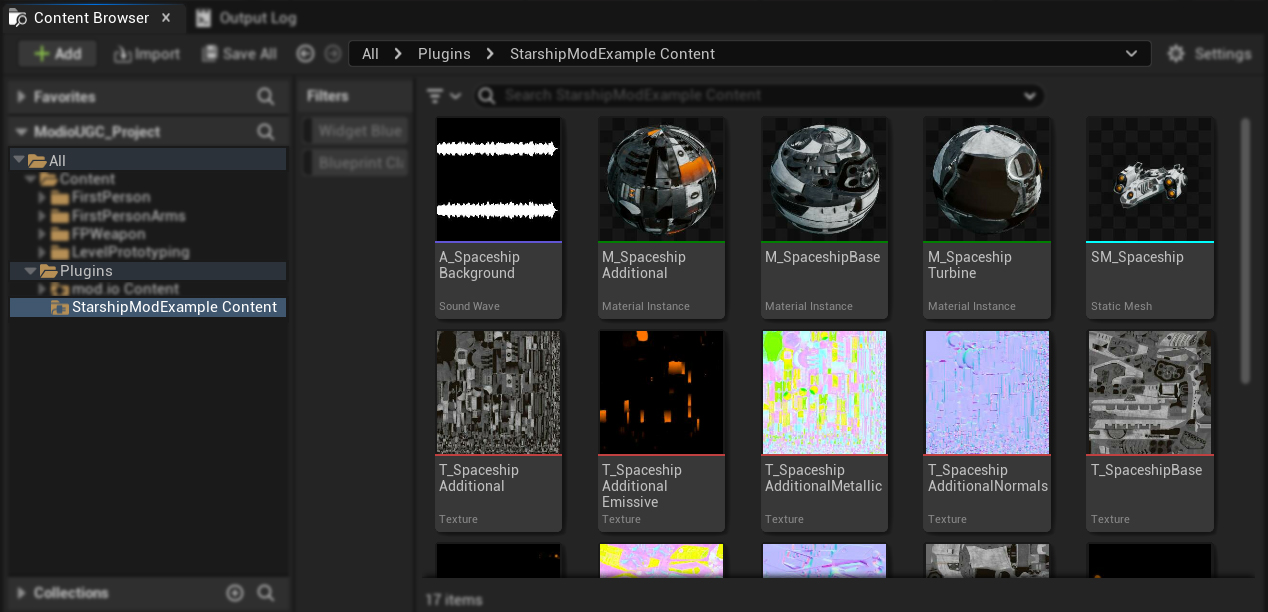 Content Browser
Output Log
Add
Import
Save All
All
Plugins
StarshipModExample Content
Settings
Favorites
Filters
Search StarshipModExample Content
ModioUGC_Project
Widget Blue
Blueprint Cl
All
Content
FirstPerson
FirstPersonArms
FPWeapon
LevelPrototyping
Plugins
mod.io Content
StarshipModExample Content
A_Spaceship
Background
Sound Wave
M_Spaceship
Additional
Material Instance
M_SpaceshipBase
Material Instance
M_Spaceship
Turbine
Material Instance
SM_Spaceship
Static Mesh
T_Spaceship
Additional
Texture
T_Spaceship
Additional
Emissive
Texture
T_Spaceship
AdditionalMetallic
Texture
T_Spaceship
AdditionalNormals
Texture
T_SpaceshipBase
Texture
Collections
17 items